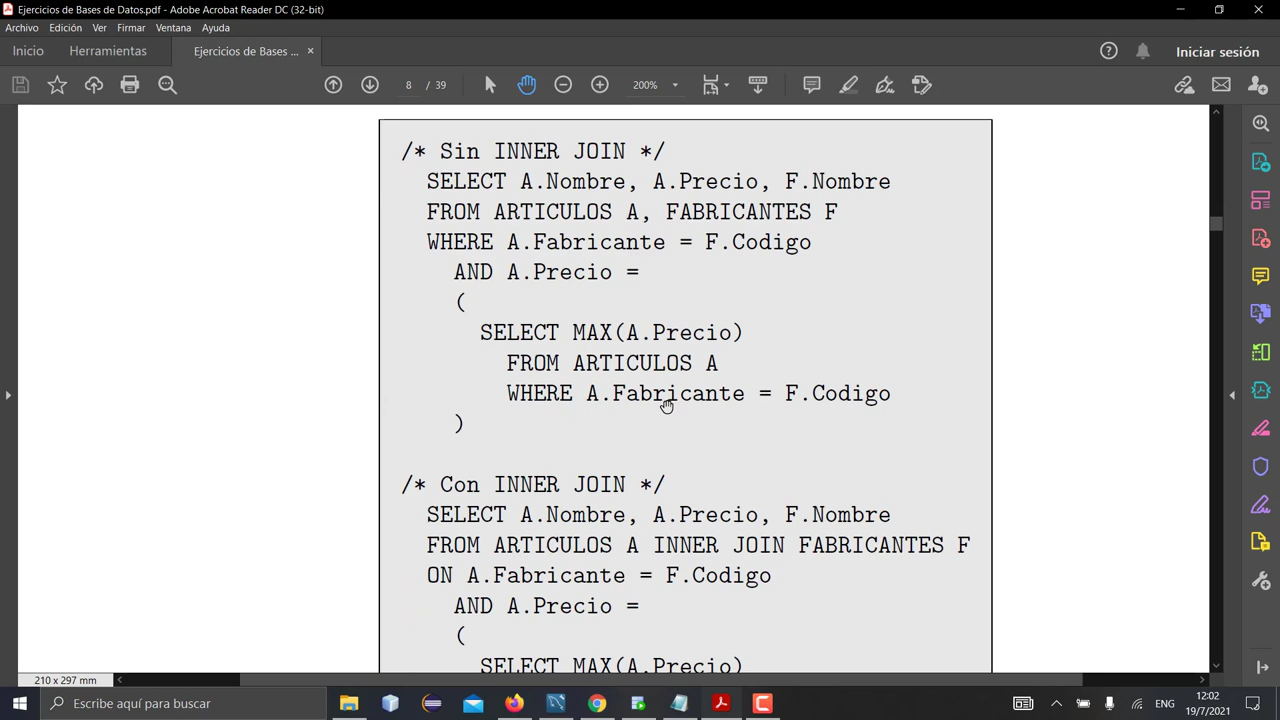 Ejercicios de Bases de Datos.pdf - Adobe Acrobat Reader DC (32-bit)
Archivo Edición Ver Firmar Ventana Ayuda
Inicio Herramientas Ejercicios de Bases ... × Iniciar sesión
8 / 39 200%
/* Sin INNER JOIN */
SELECT A.Nombre, A.Precio, F.Nombre
FROM ARTICULOS A, FABRICANTES F
WHERE A.Fabricante = F.Codigo
AND A.Precio =
(
SELECT MAX(A.Precio)
FROM ARTICULOS A
WHERE A.Fabricante = F.Codigo
)
/* Con INNER JOIN */
SELECT A.Nombre, A.Precio, F.Nombre
FROM ARTICULOS A INNER JOIN FABRICANTES F
ON A.Fabricante = F.Codigo
AND A.Precio =
(
SELECT MAX(A.Precio)
210 x 297 mm
Escribe aquí para buscar
ENG
12:02
19/7/2021